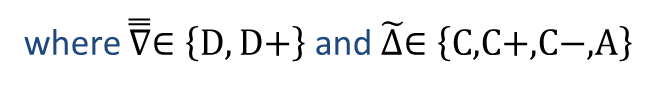 where ∇̿∈ {D, D+} and Δ̃∈ {C,C+,C−,A}